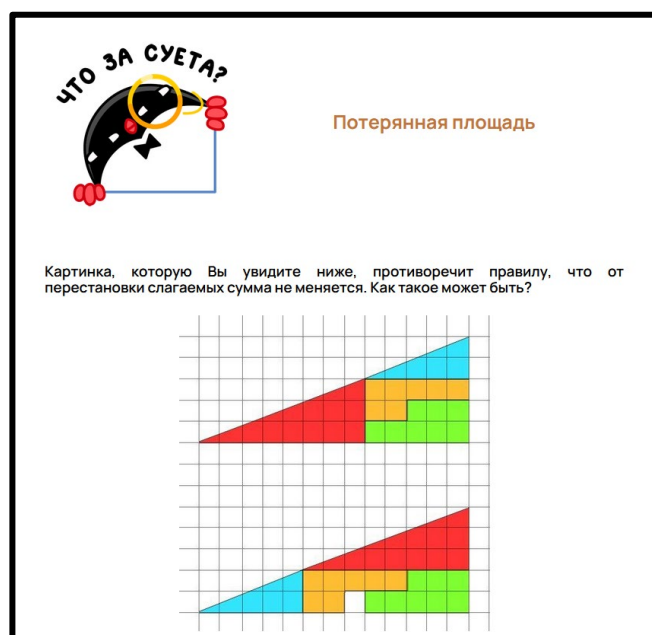 ЧТО ЗА СУЕТА?
Потерянная площадь
Картинка, которую Вы увидите ниже, противоречит правилу, что от
перестановки слагаемых сумма не меняется. Как такое может быть?